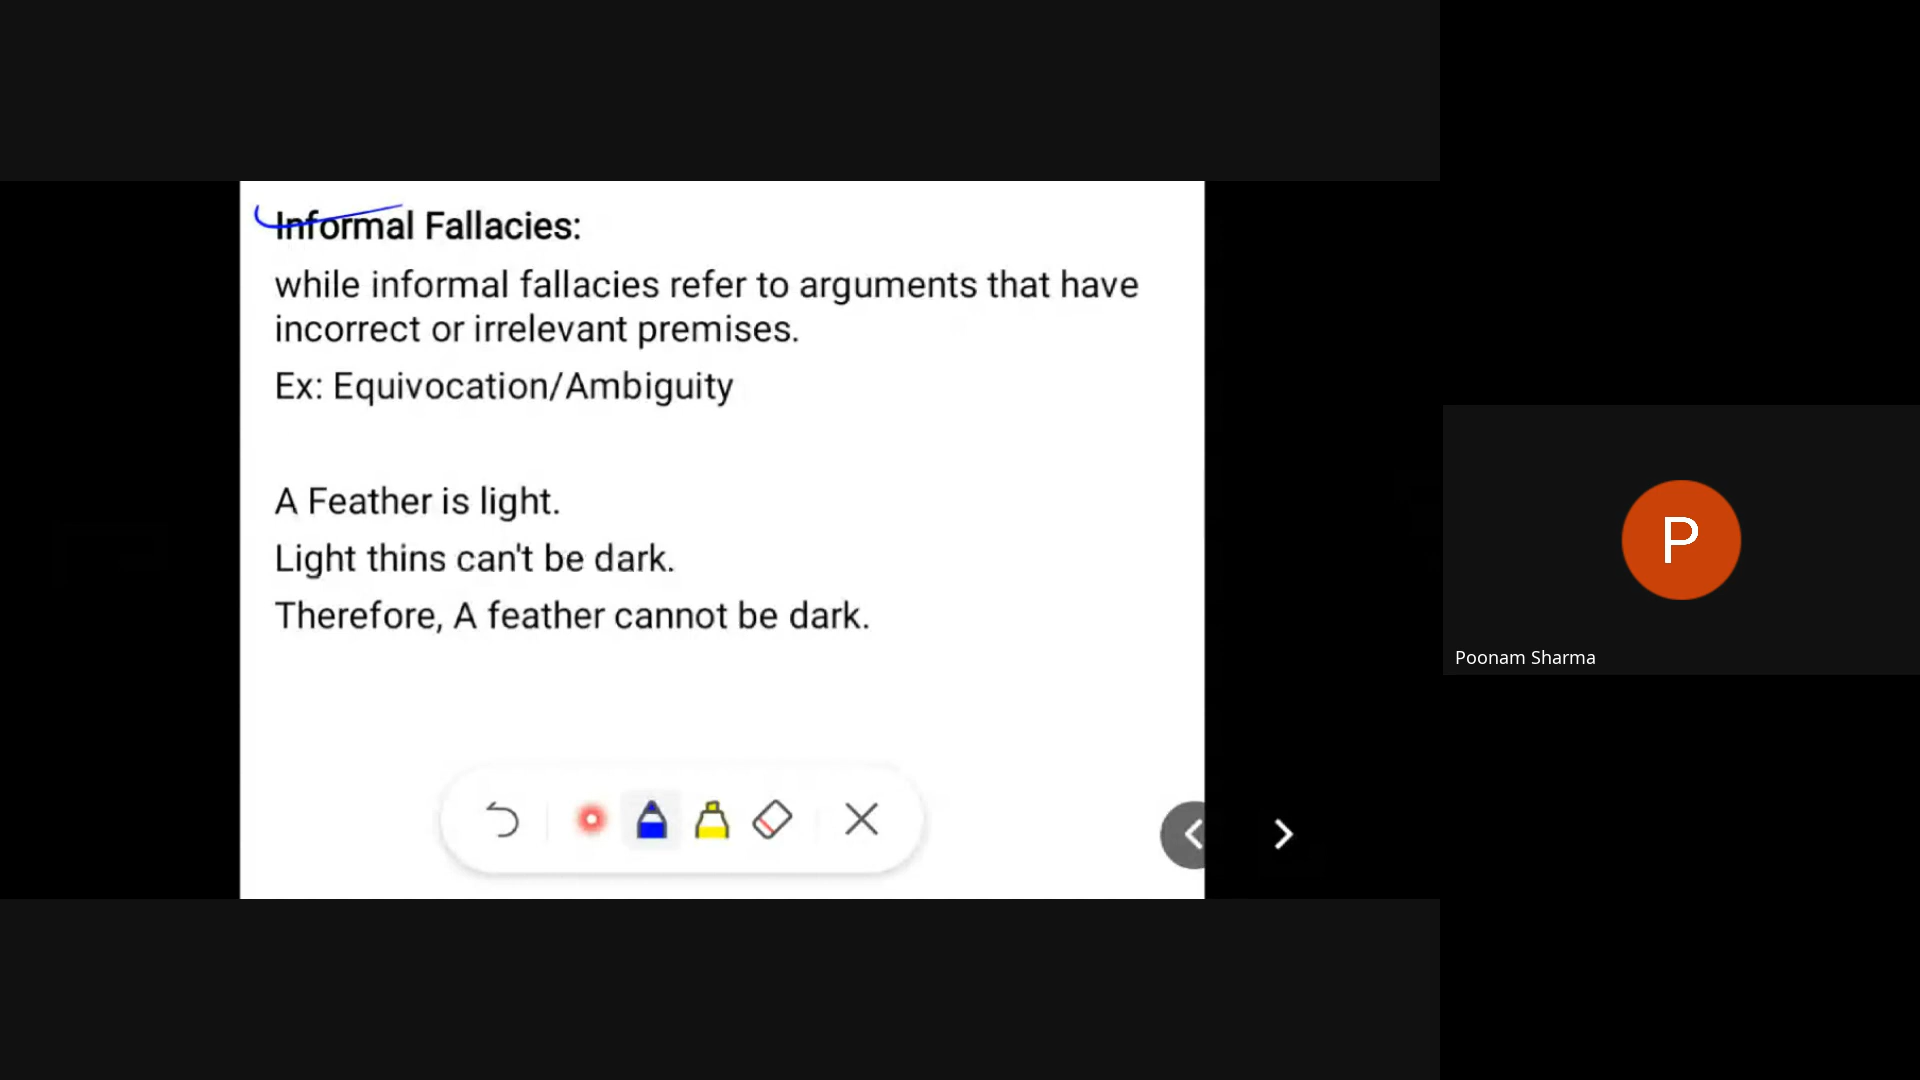 Informal Fallacies:
while informal fallacies refer to arguments that have
incorrect or irrelevant premises.
Ex: Equivocation/Ambiguity
A Feather is light.
Light thins can't be dark.
Therefore, A feather cannot be dark.
P
Poonam Sharma